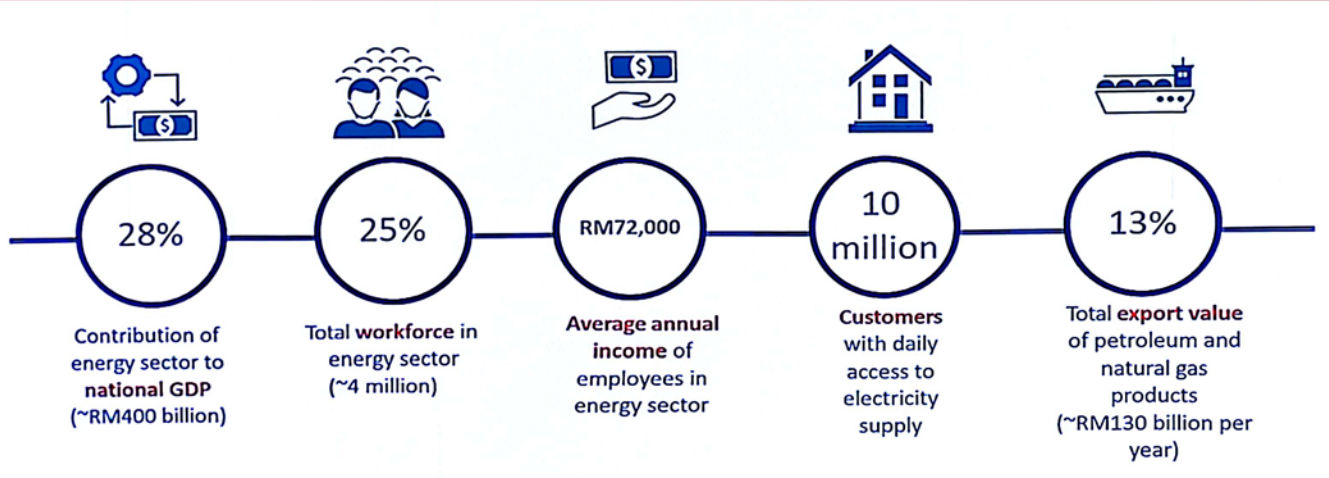 28%
Contribution of
energy sector to
national GDP
(~RM400 billion)
25%
Total workforce in
energy sector
(~4 million)
RM72,000
Average annual
income of
employees in
energy sector
10
million
Customers
with daily
access to
electricity
supply
13%
Total export value
of petroleum and
natural gas
products
(~RM130 billion per
year)